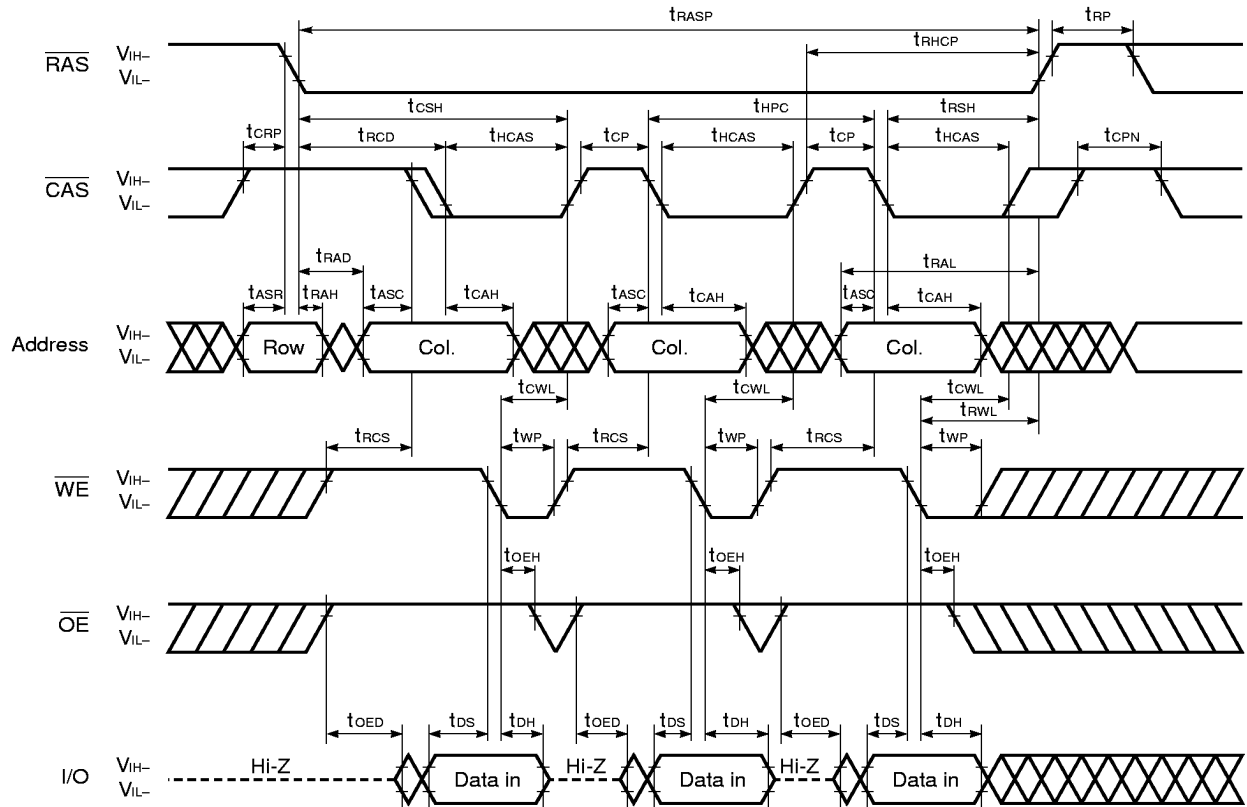 tRASP tRP
tRHCP
RAS VIH–
VIL–
tCSH tHPC tRSH
tCRP tRCD tHCAS tCP tHCAS tCP tHCAS tCPN
CAS VIH–
VIL–
tRAD tRAL
tASR tRAH tASC tCAH tASC tCAH tASC tCAH
Address VIH–
VIL–
Row Col. Col. Col.
tCWL tCWL tCWL
tRWL
tRCS tWP tRCS tWP tRCS tWP
WE VIH–
VIL–
tOEH tOEH tOEH
OE VIH–
VIL–
tOED tDS tDH tOED tDS tDH tOED tDS tDH
I/O VIH–
VIL–
Hi-Z Data in Hi-Z Data in Hi-Z Data in